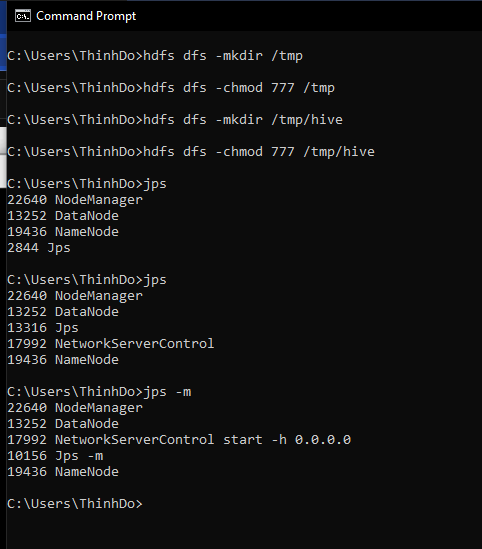 Command Prompt
C:\Users\ThinhDo>hdfs dfs -mkdir /tmp
C:\Users\ThinhDo>hdfs dfs -chmod 777 /tmp
C:\Users\ThinhDo>hdfs dfs -mkdir /tmp/hive
C:\Users\ThinhDo>hdfs dfs -chmod 777 /tmp/hive
C:\Users\ThinhDo>jps
22640 NodeManager
13252 DataNode
19436 NameNode
2844 Jps
C:\Users\ThinhDo>jps
22640 NodeManager
13252 DataNode
13316 Jps
17992 NetworkServerControl
19436 NameNode
C:\Users\ThinhDo>jps -m
22640 NodeManager
13252 DataNode
17992 NetworkServerControl start -h 0.0.0.0
10156 Jps -m
19436 NameNode
C:\Users\ThinhDo>